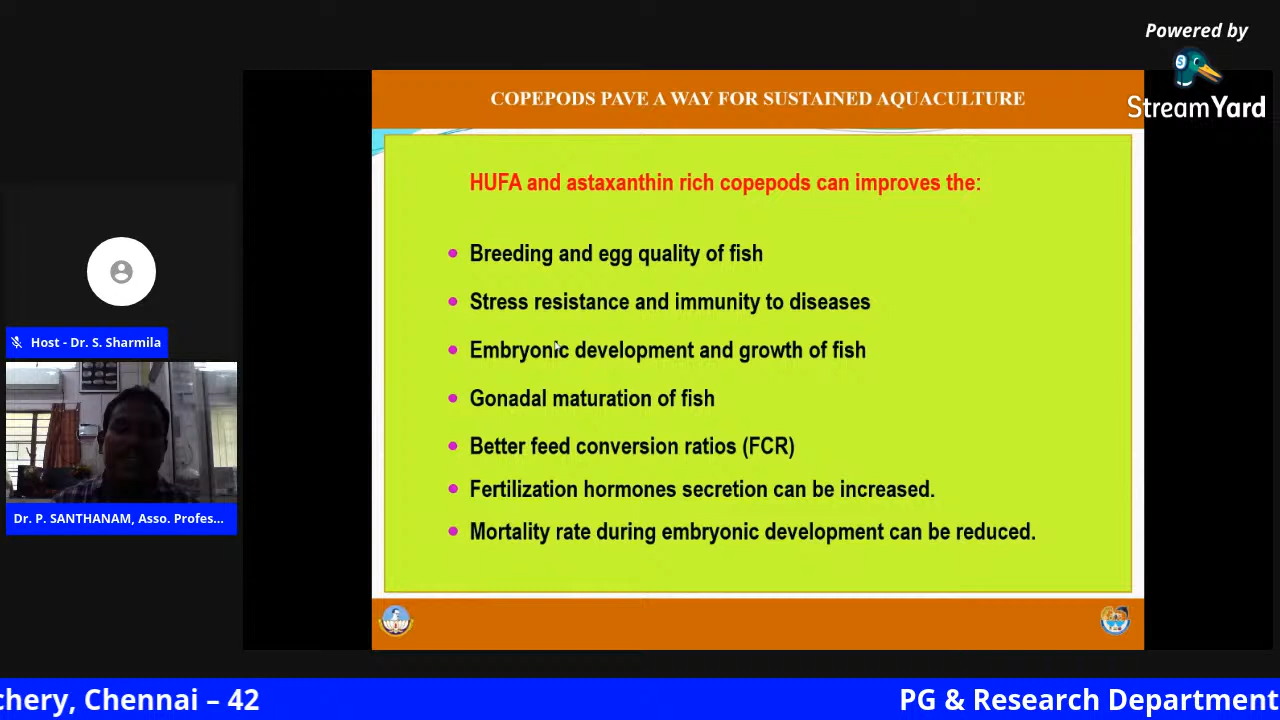 Powered by
StreamYard
COPEPODS PAVE A WAY FOR SUSTAINED AQUACULTURE
HUFA and astaxanthin rich copepods can improves the:
Breeding and egg quality of fish
Stress resistance and immunity to diseases
Embryonic development and growth of fish
Gonadal maturation of fish
Better feed conversion ratios (FCR)
Fertilization hormones secretion can be increased.
Mortality rate during embryonic development can be reduced.
Host - Dr. S. Sharmila
Dr. P. SANTHANAM, Asso. Profes...
chery, Chennai – 42
PG & Research Department